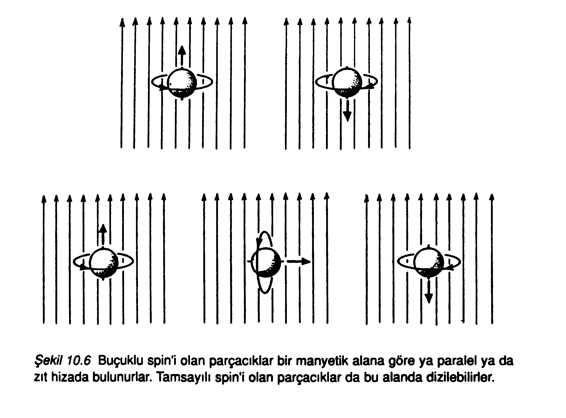 Şekil 10.6 Buçuklu spin'i olan parçacıklar bir manyetik alana göre ya paralel ya da
zıt hizada bulunurlar. Tamsayılı spin'i olan parçacıklar da bu alanda dizilebilirler.